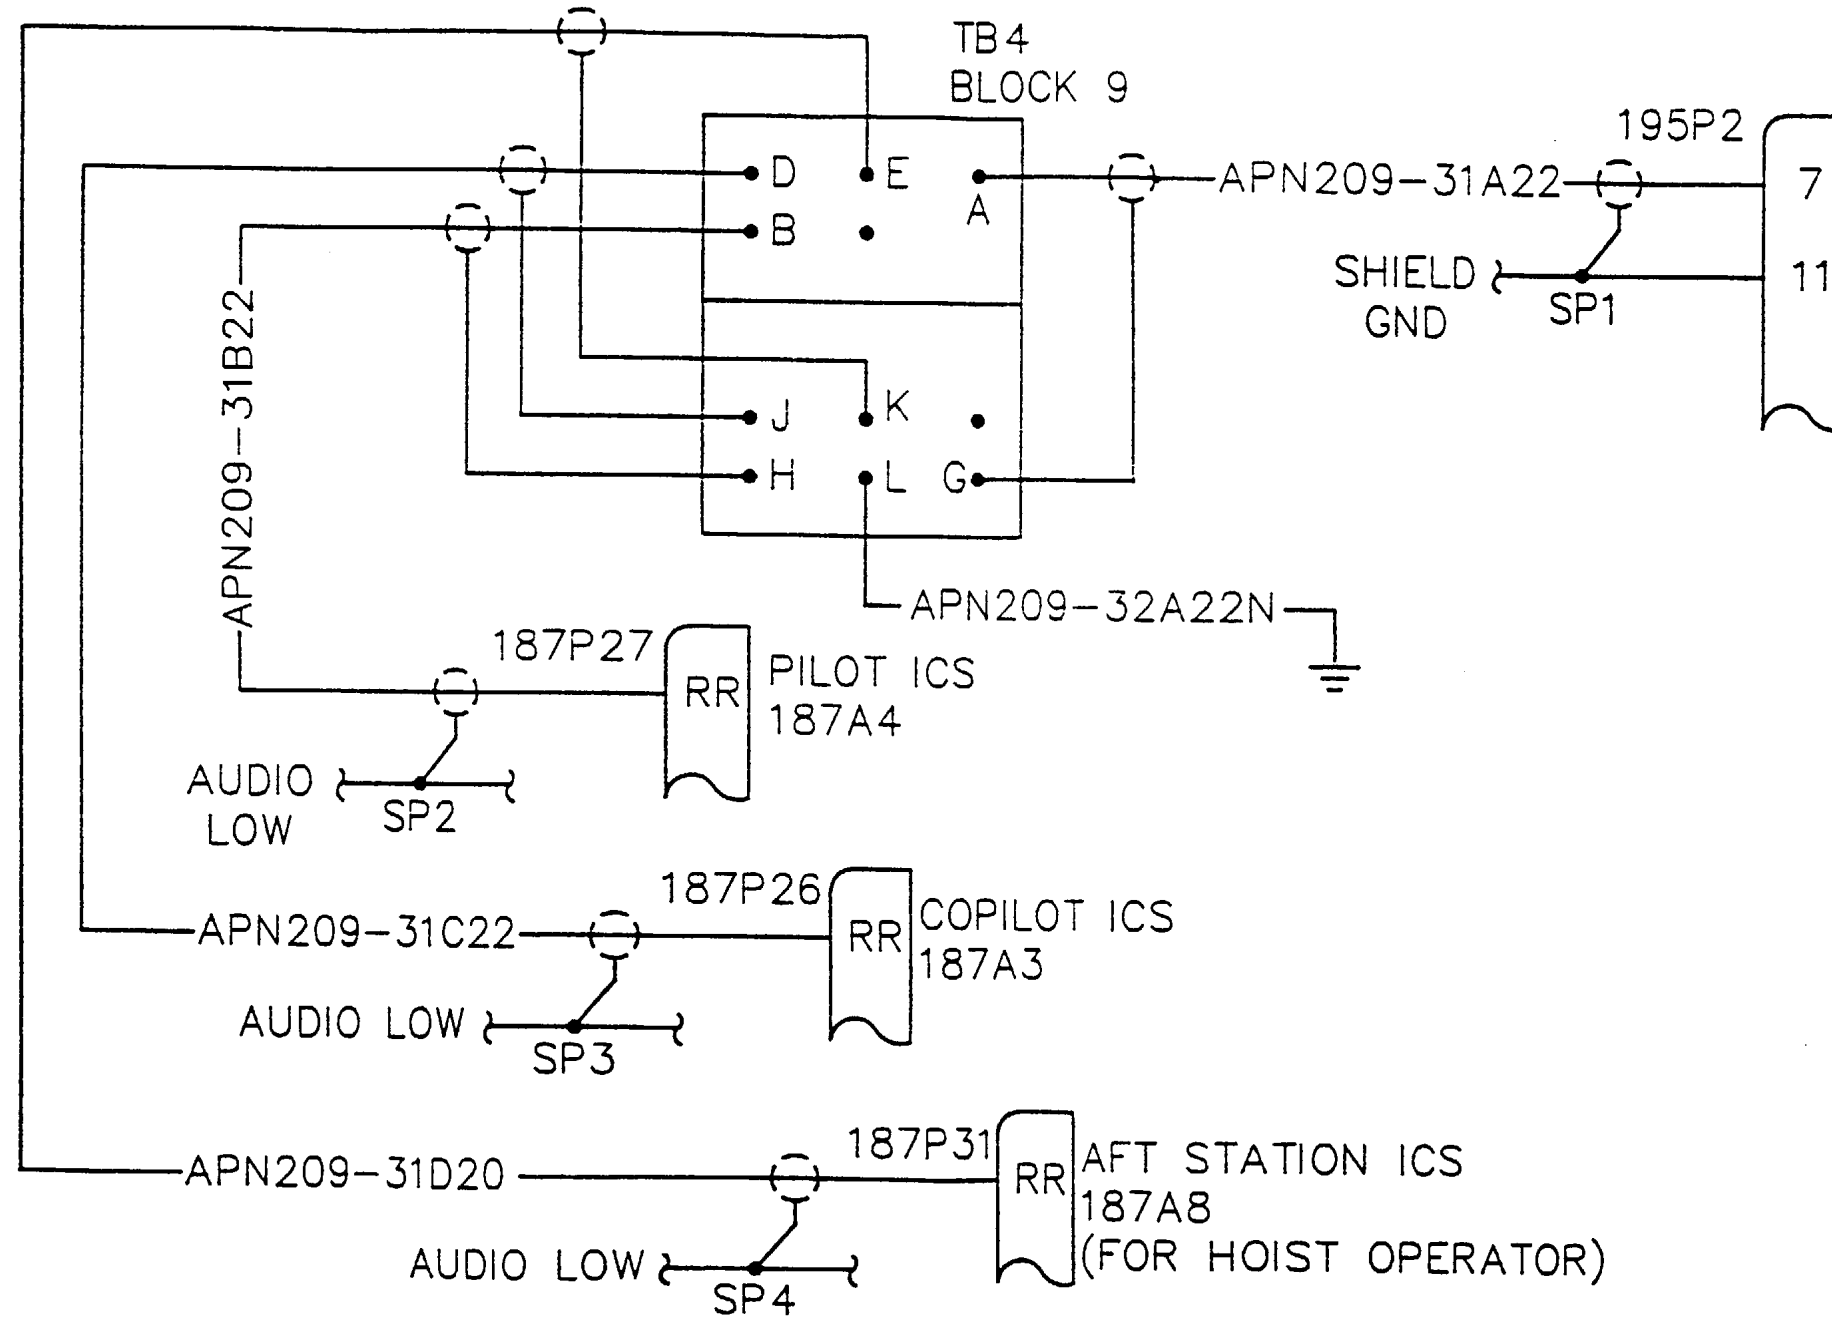 TB4
BLOCK 9
195P2
D
E
A
APN209-31A22
7
B
SHIELD
GND
SP1
11
APN209-31B22
J
K
H
L
G
APN209-32A22N
187P27
RR
PILOT ICS
187A4
AUDIO
LOW
SP2
187P26
RR
COPILOT ICS
187A3
APN209-31C22
AUDIO LOW
SP3
187P31
RR
AFT STATION ICS
187A8
(FOR HOIST OPERATOR)
APN209-31D20
AUDIO LOW
SP4